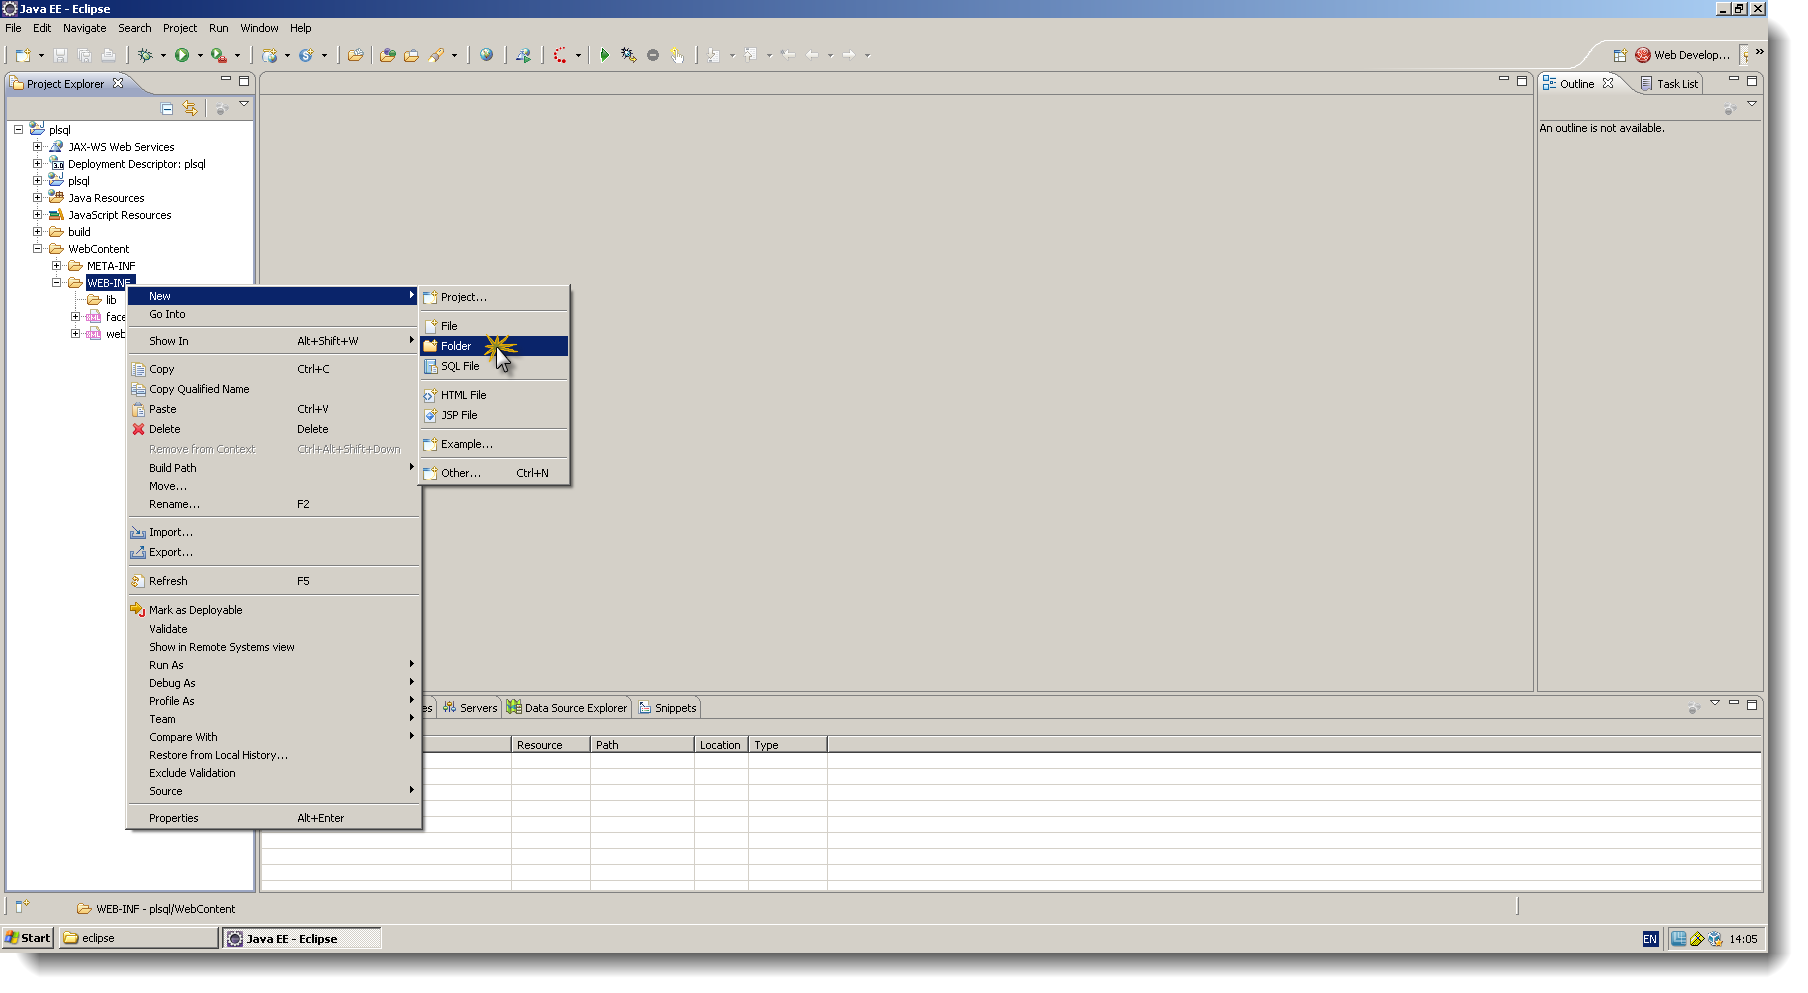 Java EE - Eclipse
File Edit Navigate Search Project Run Window Help
Web Develop...
Project Explorer
Outline
Task List
An outline is not available.
plsql
JAX-WS Web Services
3.0 Deployment Descriptor: plsql
plsql
Java Resources
JavaScript Resources
build
WebContent
META-INF
WEB-INF
lib
face
web
New
Go Into
Show In Alt+Shift+W
Copy Ctrl+C
Copy Qualified Name
Paste Ctrl+V
Delete Delete
Remove from Context Ctrl+Alt+Shift+Down
Build Path
Move...
Rename... F2
Import...
Export...
Refresh F5
Mark as Deployable
Validate
Show in Remote Systems view
Run As
Debug As
Profile As
Team
Compare With
Restore from Local History...
Exclude Validation
Source
Properties Alt+Enter
Project...
File
Folder
SQL File
HTML File
JSP File
Example...
Other... Ctrl+N
es Servers Data Source Explorer Snippets
Resource Path Location Type
WEB-INF - plsql/WebContent
Start eclipse Java EE - Eclipse EN 14:05